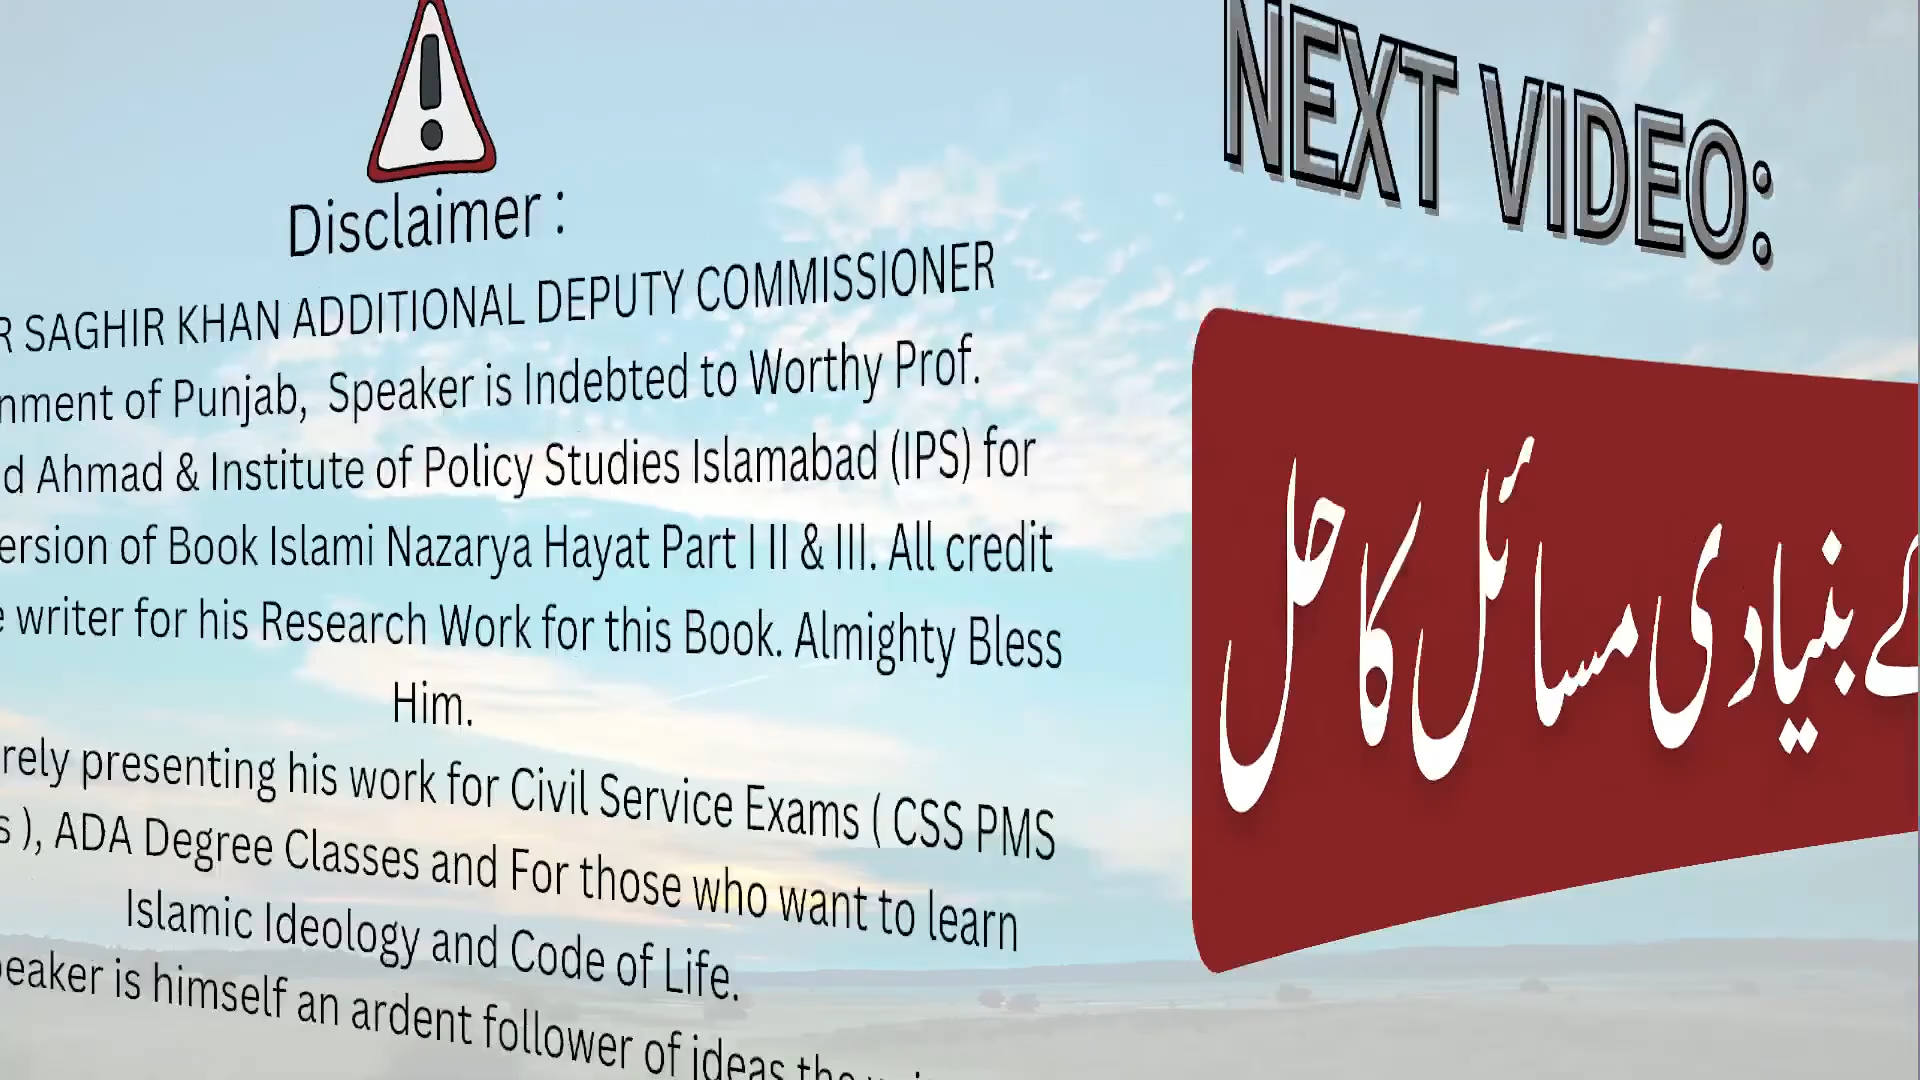 Disclaimer :
SAGHIR KHAN ADDITIONAL DEPUTY COMMISSIONER
of Punjab, Speaker is Indebted to Worthy Prof.
Ahmad & Institute of Policy Studies Islamabad (IPS) for
of Book Islami Nazarya Hayat Part I II & III. All credit
writer for his Research Work for this Book. Almighty Bless
Him.
presenting his work for Civil Service Exams ( CSS PMS
), ADA Degree Classes and For those who want to learn
Islamic Ideology and Code of Life.
is himself an ardent follower of ideas
NEXT VIDEO:
کے بنیادی مسائل کا حل